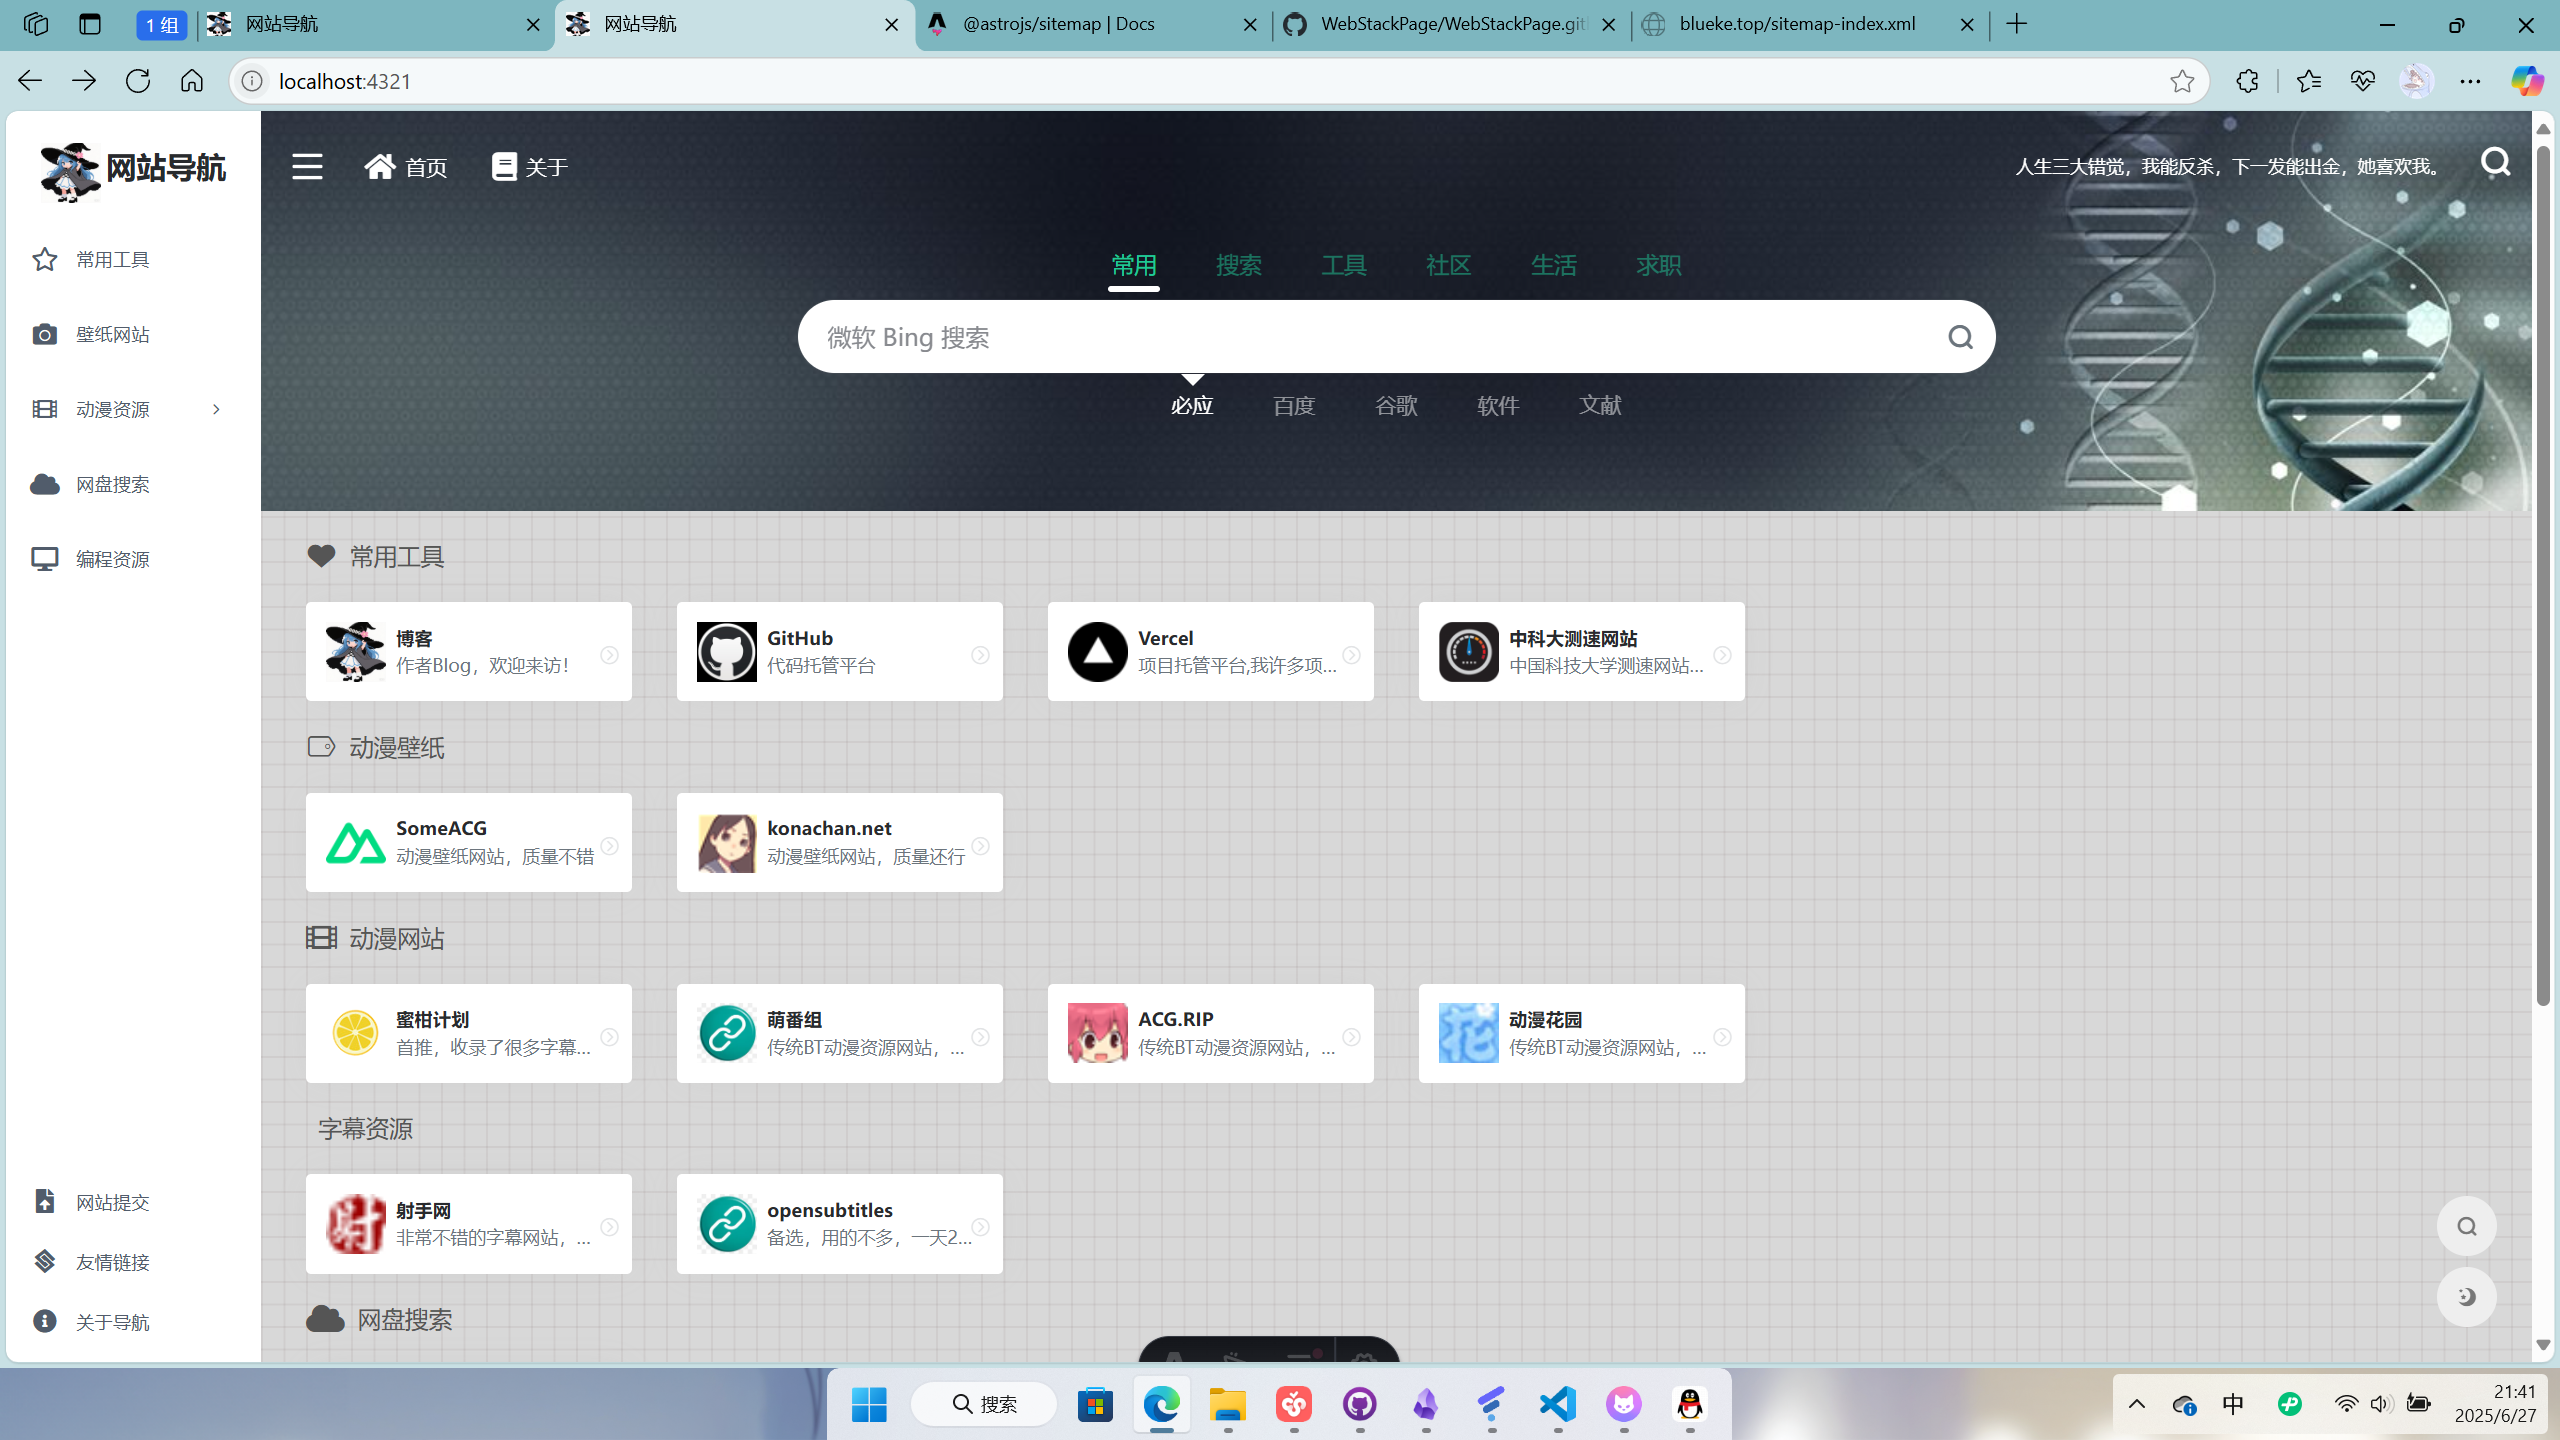 1 组
网站导航
网站导航
@astrojs/sitemap | Docs
WebStackPage/WebStackPage.git
blueke.top/sitemap-index.xml
localhost:4321
网站导航
首页
关于
人生三大错觉，我能反杀，下一发能出金，她喜欢我。
常用工具
壁纸网站
动漫资源
网盘搜索
编程资源
网站提交
友情链接
关于导航
常用 搜索 工具 社区 生活 求职
微软 Bing 搜索
必应 百度 谷歌 软件 文献
常用工具
博客
作者Blog，欢迎来访！
GitHub
代码托管平台
Vercel
项目托管平台,我许多项...
中科大测速网站
中国科技大学测速网站...
动漫壁纸
SomeACG
动漫壁纸网站，质量不错
konachan.net
动漫壁纸网站，质量还行
动漫网站
蜜柑计划
首推，收录了很多字幕...
萌番组
传统BT动漫资源网站，...
ACG.RIP
传统BT动漫资源网站，...
动漫花园
传统BT动漫资源网站，...
字幕资源
射手网
非常不错的字幕网站，...
opensubtitles
备选，用的不多，一天2...
网盘搜索
搜索
中
21:41
2025/6/27